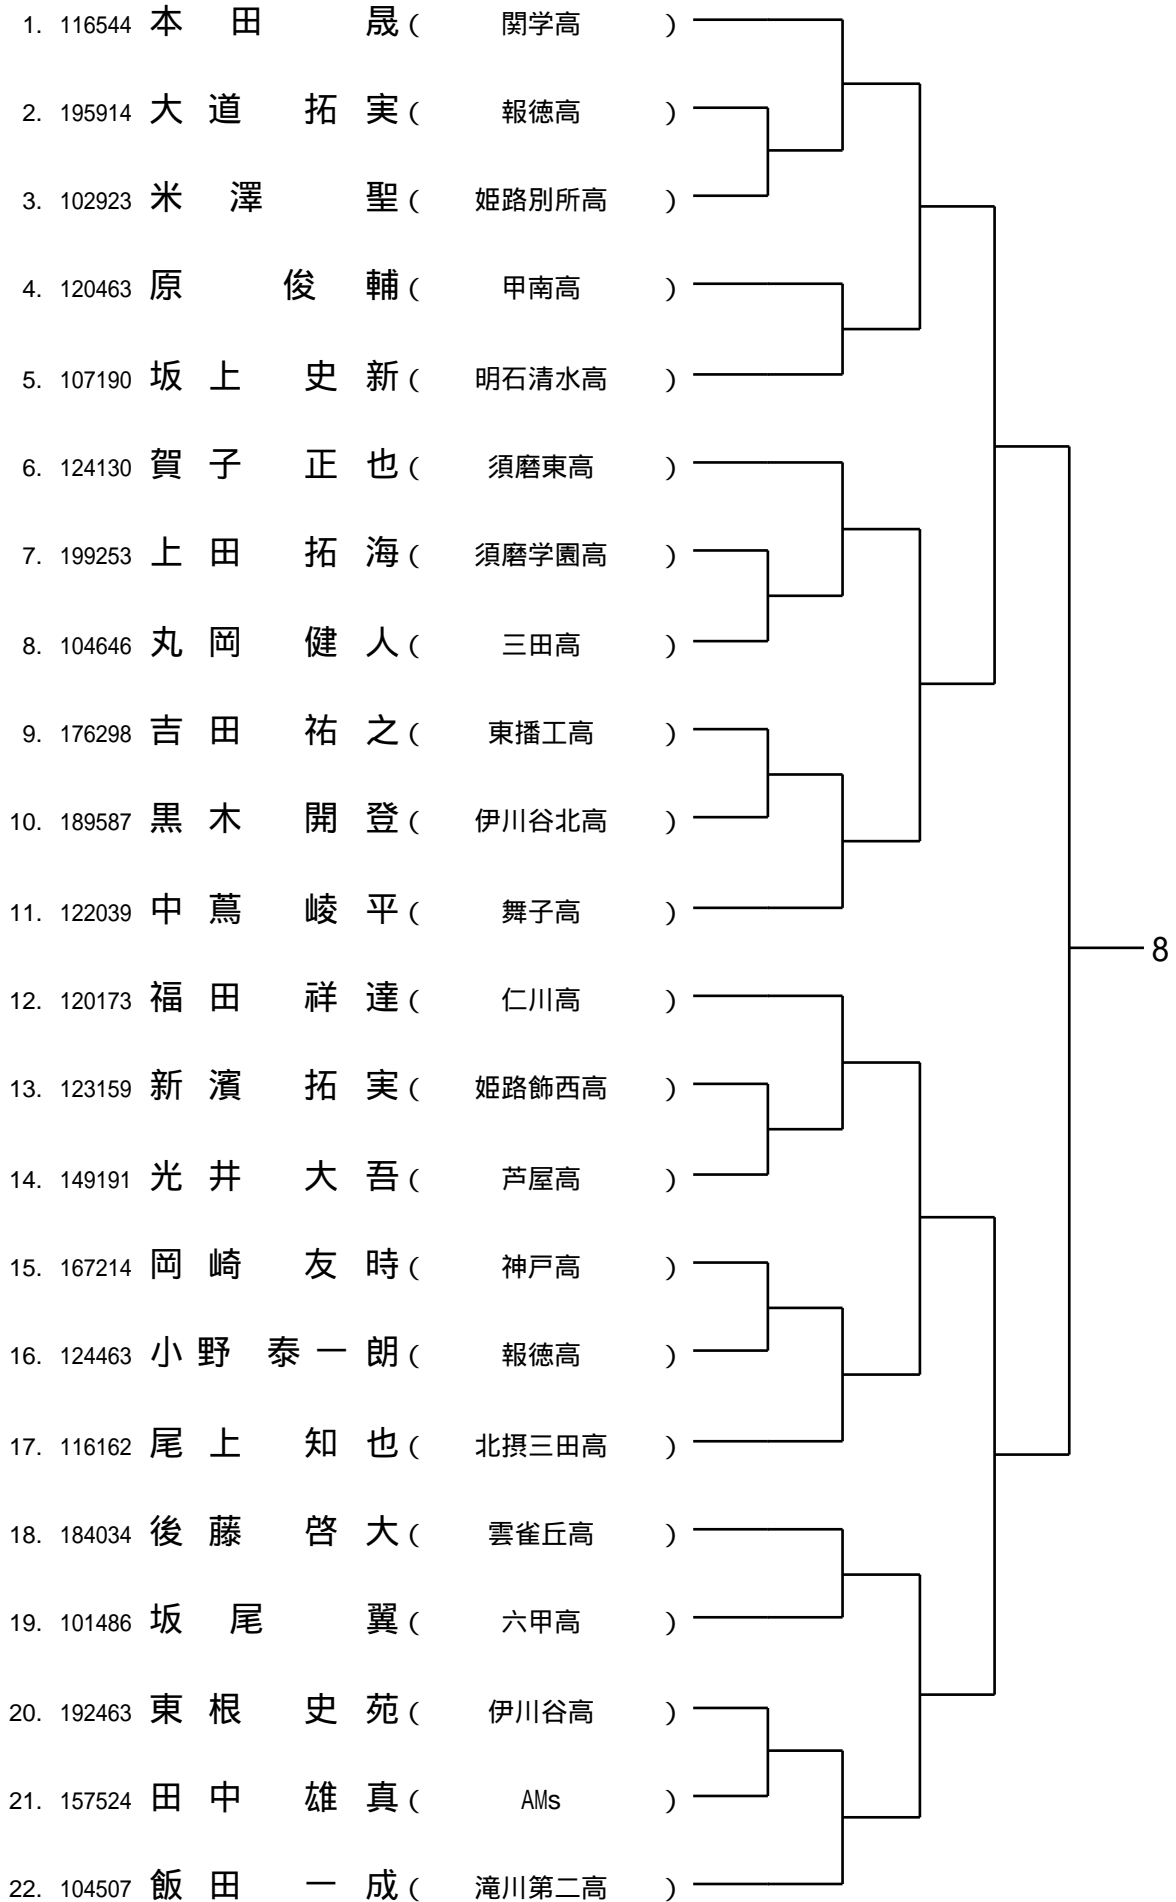 1. 116544 本田 晟 ( 関学高 )
2. 195914 大道 拓実 ( 報徳高 )
3. 102923 米澤 聖 ( 姫路別所高 )
4. 120463 原 俊輔 ( 甲南高 )
5. 107190 坂上 史新 ( 明石清水高 )
6. 124130 賀子 正也 ( 須磨東高 )
7. 199253 上田 拓海 ( 須磨学園高 )
8. 104646 丸岡 健人 ( 三田高 )
9. 176298 吉田 祐之 ( 東播工高 )
10. 189587 黒木 開登 ( 伊川谷北高 )
11. 122039 中蔦 崚平 ( 舞子高 )
8
12. 120173 福田 祥達 ( 仁川高 )
13. 123159 新濱 拓実 ( 姫路飾西高 )
14. 149191 光井 大吾 ( 芦屋高 )
15. 167214 岡崎 友時 ( 神戸高 )
16. 124463 小野 泰一朗 ( 報徳高 )
17. 116162 尾上 知也 ( 北摂三田高 )
18. 184034 後藤 啓大 ( 雲雀丘高 )
19. 101486 坂尾 翼 ( 六甲高 )
20. 192463 東根 史苑 ( 伊川谷高 )
21. 157524 田中 雄真 ( AMs )
22. 104507 飯田 一成 ( 滝川第二高 )